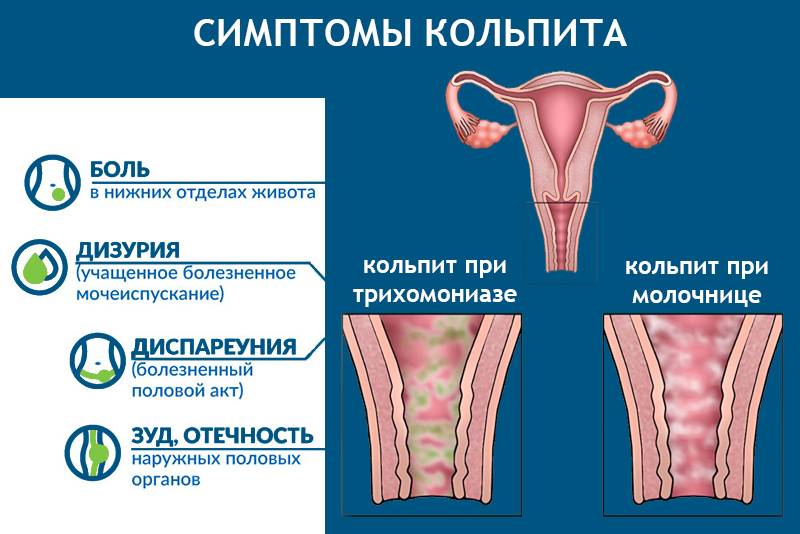 СИМПТОМЫ КОЛЬПИТА
БОЛЬ
в нижних отделах живота
ДИЗУРИЯ
(учащенное болезненное
мочеиспускание)
ДИСПАРЕУНИЯ
(болезненный
половой акт)
ЗУД, ОТЕЧНОСТЬ
наружных половых
органов
кольпит при
трихомониазе
кольпит при
молочнице